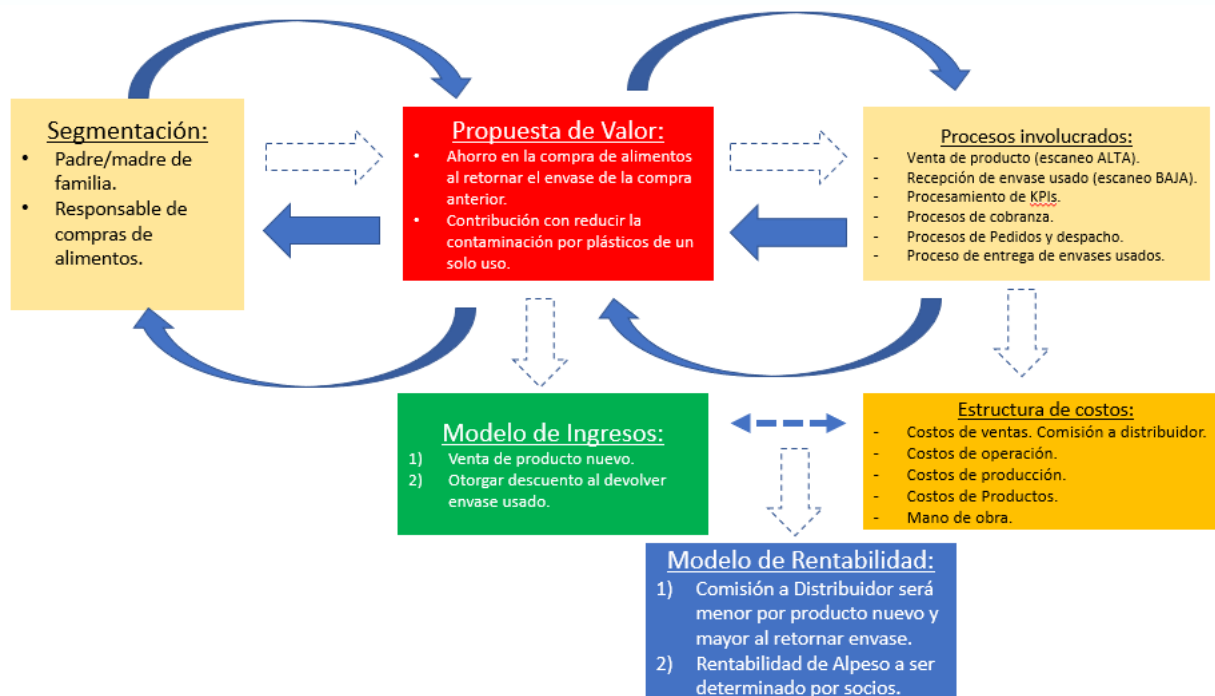 Segmentación:
• Padre/madre de
familia.
• Responsable de
compras de
alimentos.
Propuesta de Valor:
• Ahorro en la compra de alimentos
al retornar el envase de la compra
anterior.
• Contribución con reducir la
contaminación por plásticos de un
solo uso.
Procesos involucrados:
- Venta de producto (escaneo ALTA).
- Recepción de envase usado (escaneo BAJA).
- Procesamiento de KPIs.
- Procesos de cobranza.
- Procesos de Pedidos y despacho.
- Proceso de entrega de envases usados.
Modelo de Ingresos:
1) Venta de producto nuevo.
2) Otorgar descuento al devolver
envase usado.
Estructura de costos:
- Costos de ventas. Comisión a distribuidor.
- Costos de operación.
- Costos de producción.
- Costos de Productos.
- Mano de obra.
Modelo de Rentabilidad:
1) Comisión a Distribuidor será
menor por producto nuevo y
mayor al retornar envase.
2) Rentabilidad de Alpeso a ser
determinado por socios.